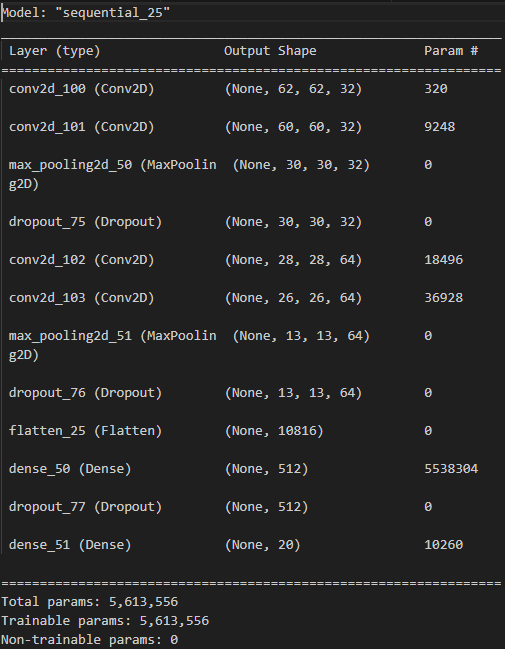 Model: "sequential_25"
_________________________________________________________________
Layer (type) Output Shape Param #
=================================================================
conv2d_100 (Conv2D) (None, 62, 62, 32) 320
conv2d_101 (Conv2D) (None, 60, 60, 32) 9248
max_pooling2d_50 (MaxPoolin (None, 30, 30, 32) 0
g2D)
dropout_75 (Dropout) (None, 30, 30, 32) 0
conv2d_102 (Conv2D) (None, 28, 28, 64) 18496
conv2d_103 (Conv2D) (None, 26, 26, 64) 36928
max_pooling2d_51 (MaxPoolin (None, 13, 13, 64) 0
g2D)
dropout_76 (Dropout) (None, 13, 13, 64) 0
flatten_25 (Flatten) (None, 10816) 0
dense_50 (Dense) (None, 512) 5538304
dropout_77 (Dropout) (None, 512) 0
dense_51 (Dense) (None, 20) 10260
=================================================================
Total params: 5,613,556
Trainable params: 5,613,556
Non-trainable params: 0